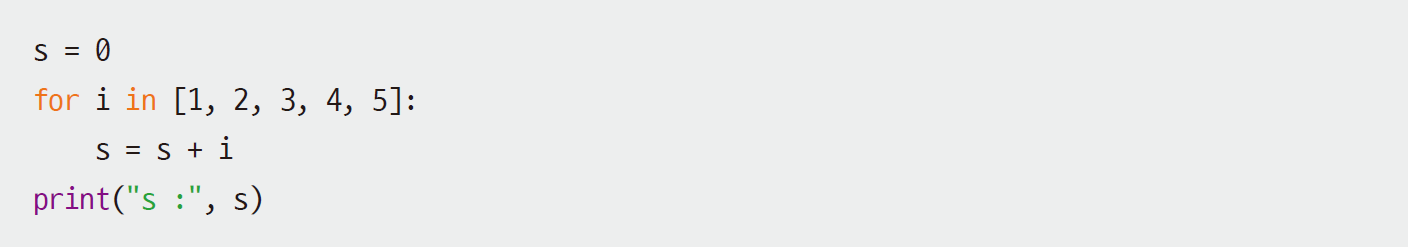 s = 0
for i in [1, 2, 3, 4, 5]:
    s = s + i
print("s :", s)